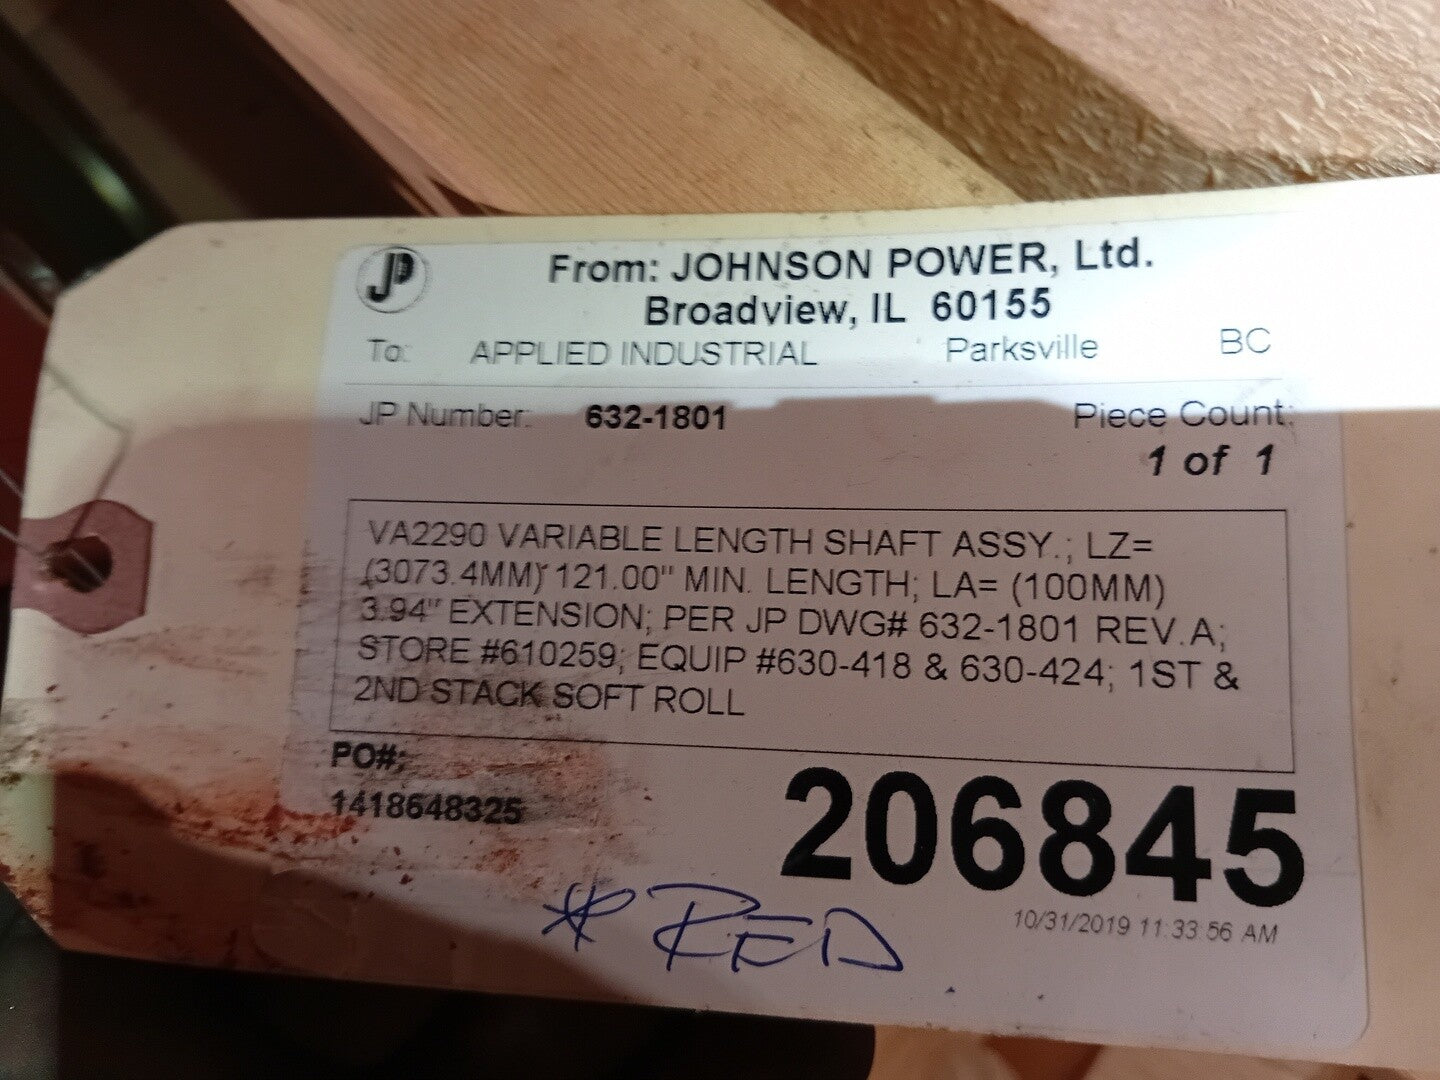 JP
From: JOHNSON POWER, Ltd.
Broadview, IL 60155
To: APPLIED INDUSTRIAL Parksville BC
JP Number: 632-1801 Piece Count:
1 of 1
VA2290 VARIABLE LENGTH SHAFT ASSY.; LZ=
(3073.4MM) 121.00" MIN. LENGTH; LA= (100MM)
3.94" EXTENSION; PER JP DWG# 632-1801 REV.A;
STORE #610259; EQUIP #630-418 & 630-424; 1ST &
2ND STACK SOFT ROLL
PO#;
1418648325
206845
10/31/2019 11:33:56 AM
* RED